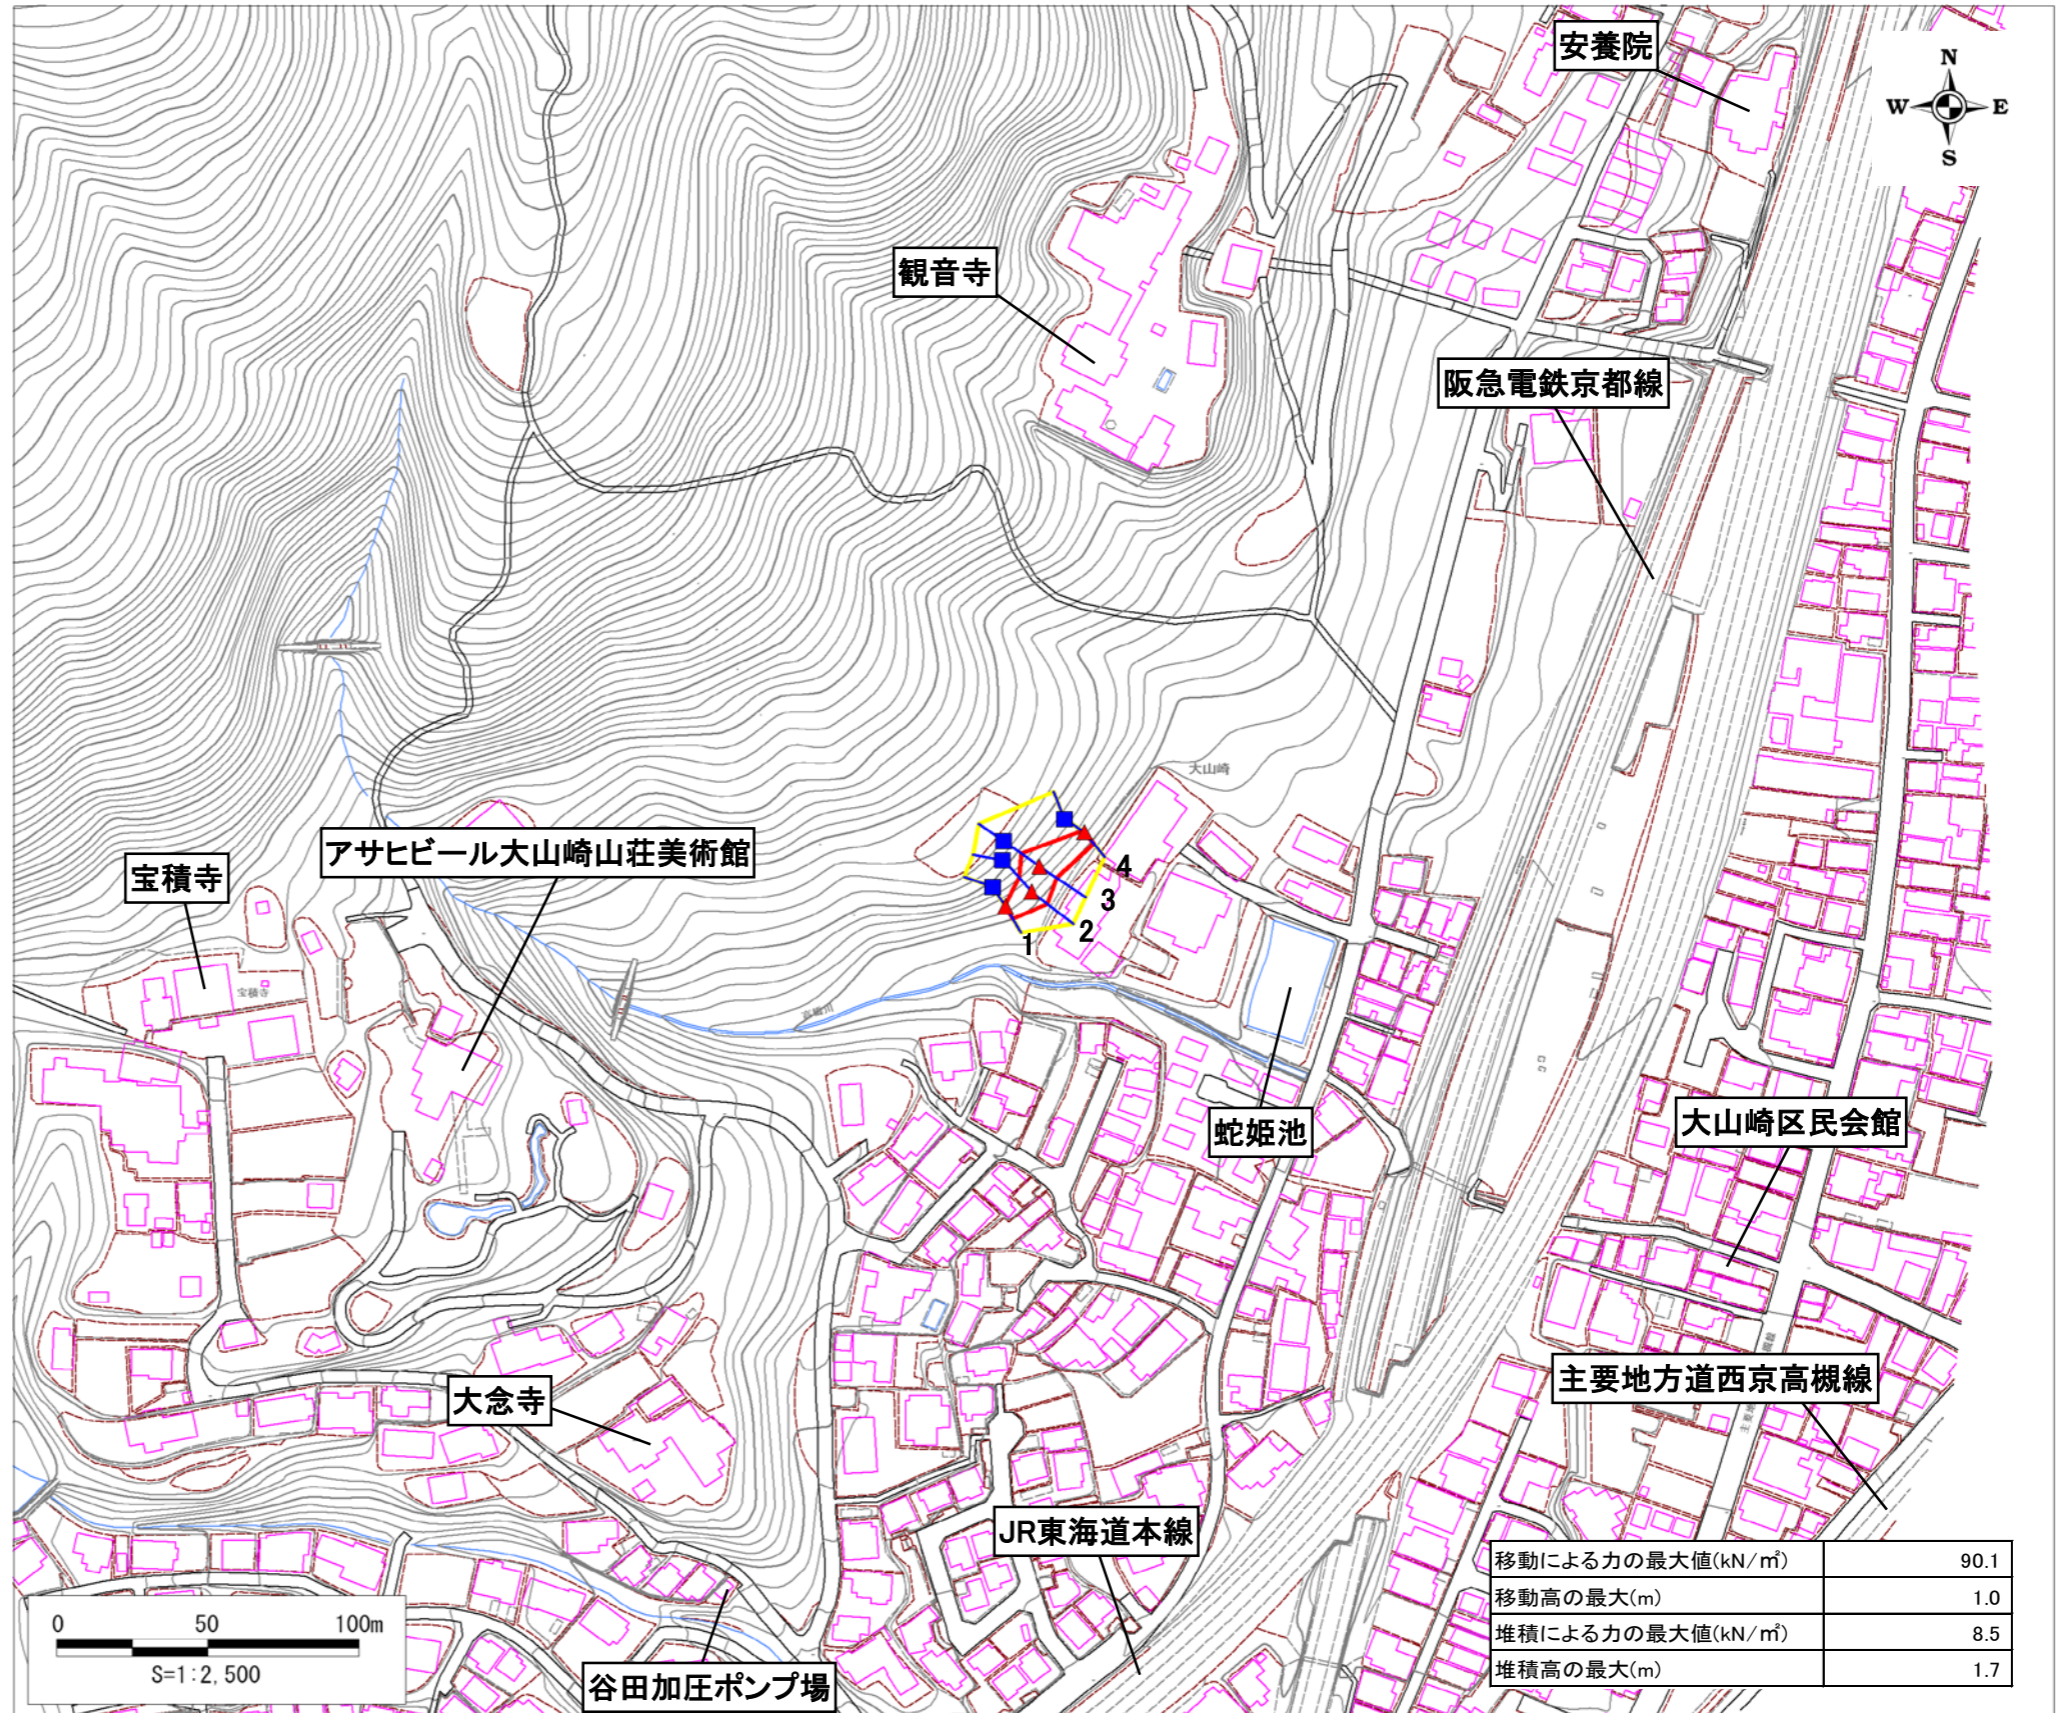 安養院
N
W E
S
観音寺
阪急電鉄京都線
大山崎
アサヒビール大山崎山荘美術館
宝積寺
4
3
2
1
宝積寺
蛇姫池
大山崎区民会館
主要地方道西京高槻線
大念寺
JR東海道本線
谷田加圧ポンプ場
0 50 100m
S=1:2,500
移動による力の最大値(kN/㎡) 90.1
移動高の最大(m) 1.0
堆積による力の最大値(kN/㎡) 8.5
堆積高の最大(m) 1.7